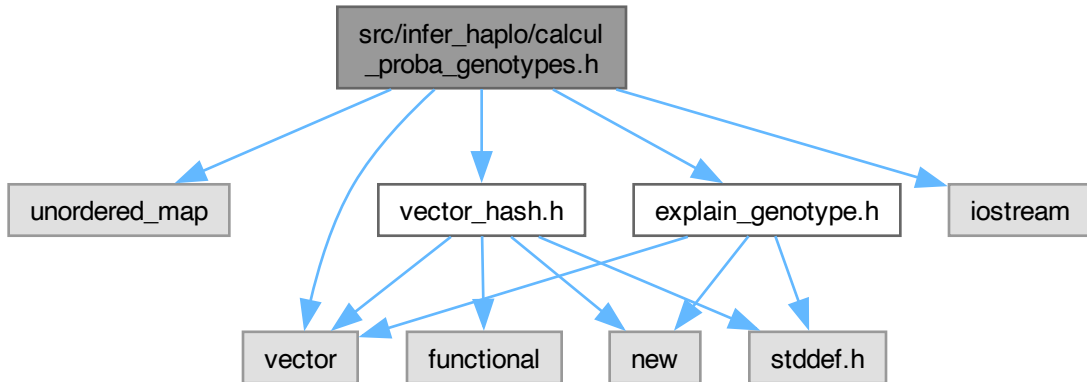 src/infer_haplo/calcul
_proba_genotypes.h
unordered_map
vector_hash.h
explain_genotype.h
iostream
vector
functional
new
stddef.h